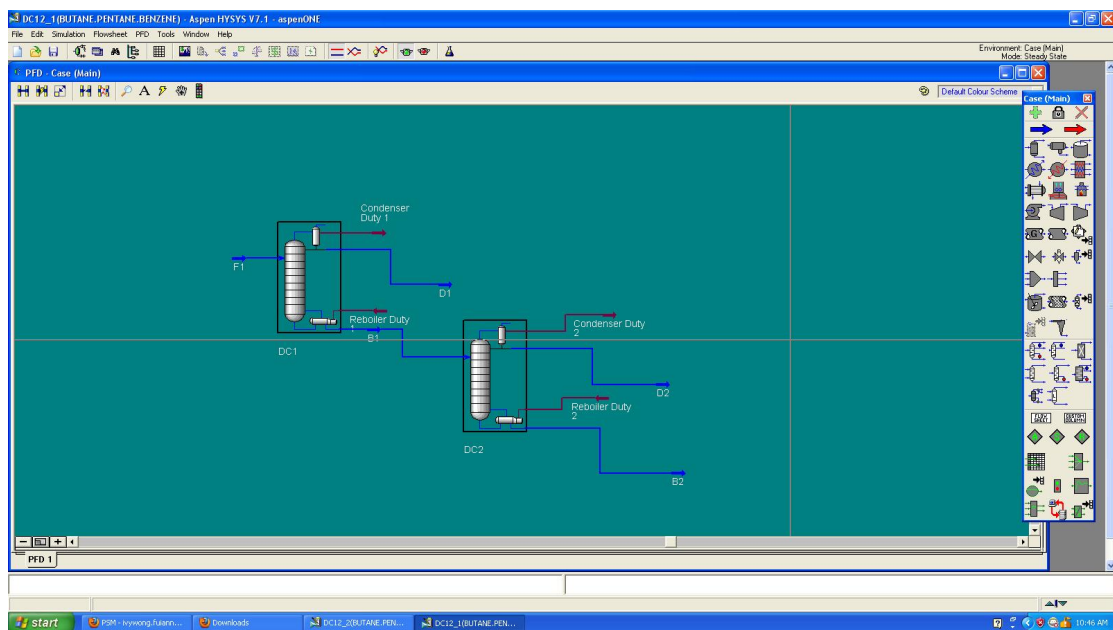 DC12_1(BUTANE.PENTANE.BENZENE) - Aspen HYSYS V7.1 - aspenONE
File Edit Simulation Flowsheet PFD Tools Window Help
Environment: Case (Main)
Mode: Steady State
PFD - Case (Main)
A
Default Colour Scheme
Case (Main)
Condenser
Duty 1
F1
D1
Reboiler Duty
1
B1
DC1
Condenser Duty
2
D2
Reboiler Duty
2
DC2
B2
PFD 1
start
PSM - ivywong.fuiann...
Downloads
DC12_2(BUTANE.PEN...
DC12_1(BUTANE.PEN...
10:46 AM